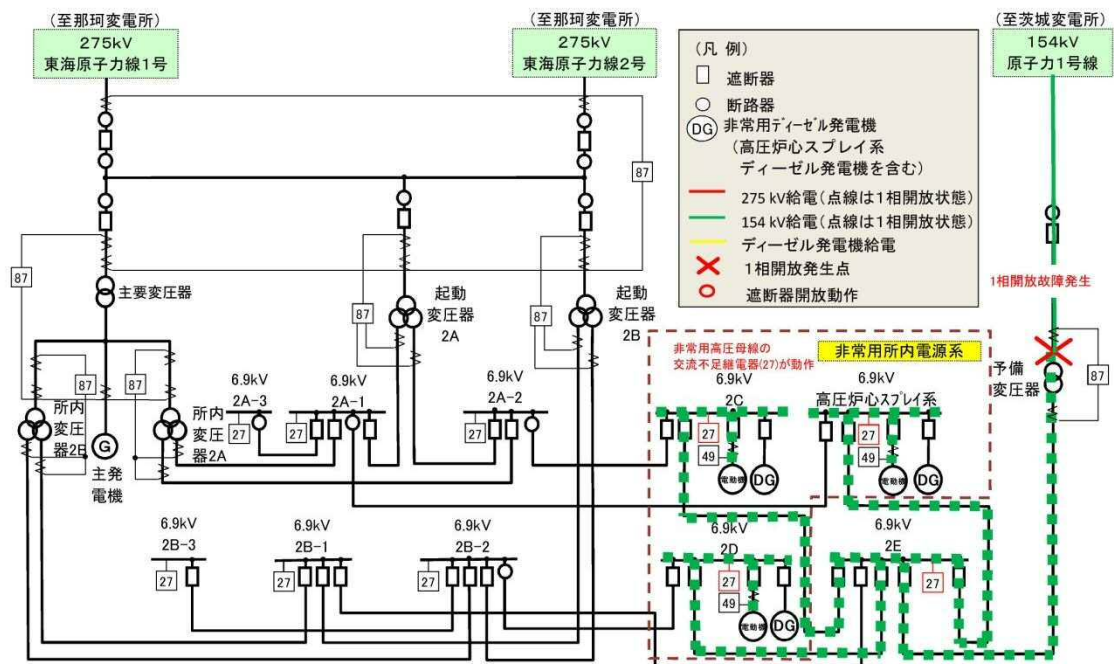 (至那珂変電所)
275kV
東海原子力線1号
(至那珂変電所)
275kV
東海原子力線2号
(至茨城変電所)
154kV
原子力1号線
(凡 例)
遮断器
断路器
DG
非常用ディーゼル発電機
(高圧炉心スプレイ系
ディーゼル発電機を含む)
275 kV給電(点線は1相開放状態)
154 kV給電(点線は1相開放状態)
ディーゼル発電機給電
1相開放発生点
遮断器開放動作
1相開放故障発生
87
87
87
87
87
87
87
主要変圧器
起動
変圧器
2A
起動
変圧器
2B
予備
変圧器
所内
変圧
器2B
所内
変圧
器2A
G
主発
電機
非常用高圧母線の
交流不足継電器(27)が動作
非常用所内電源系
6.9kV
2A-3
27
6.9kV
2A-1
27
6.9kV
2A-2
27
6.9kV
2C
27
49
電動機
DG
6.9kV
高圧炉心スプレイ系
27
49
電動機
DG
6.9kV
2B-3
27
6.9kV
2B-1
27
6.9kV
2B-2
27
6.9kV
2D
27
49
電動機
DG
6.9kV
2E
27